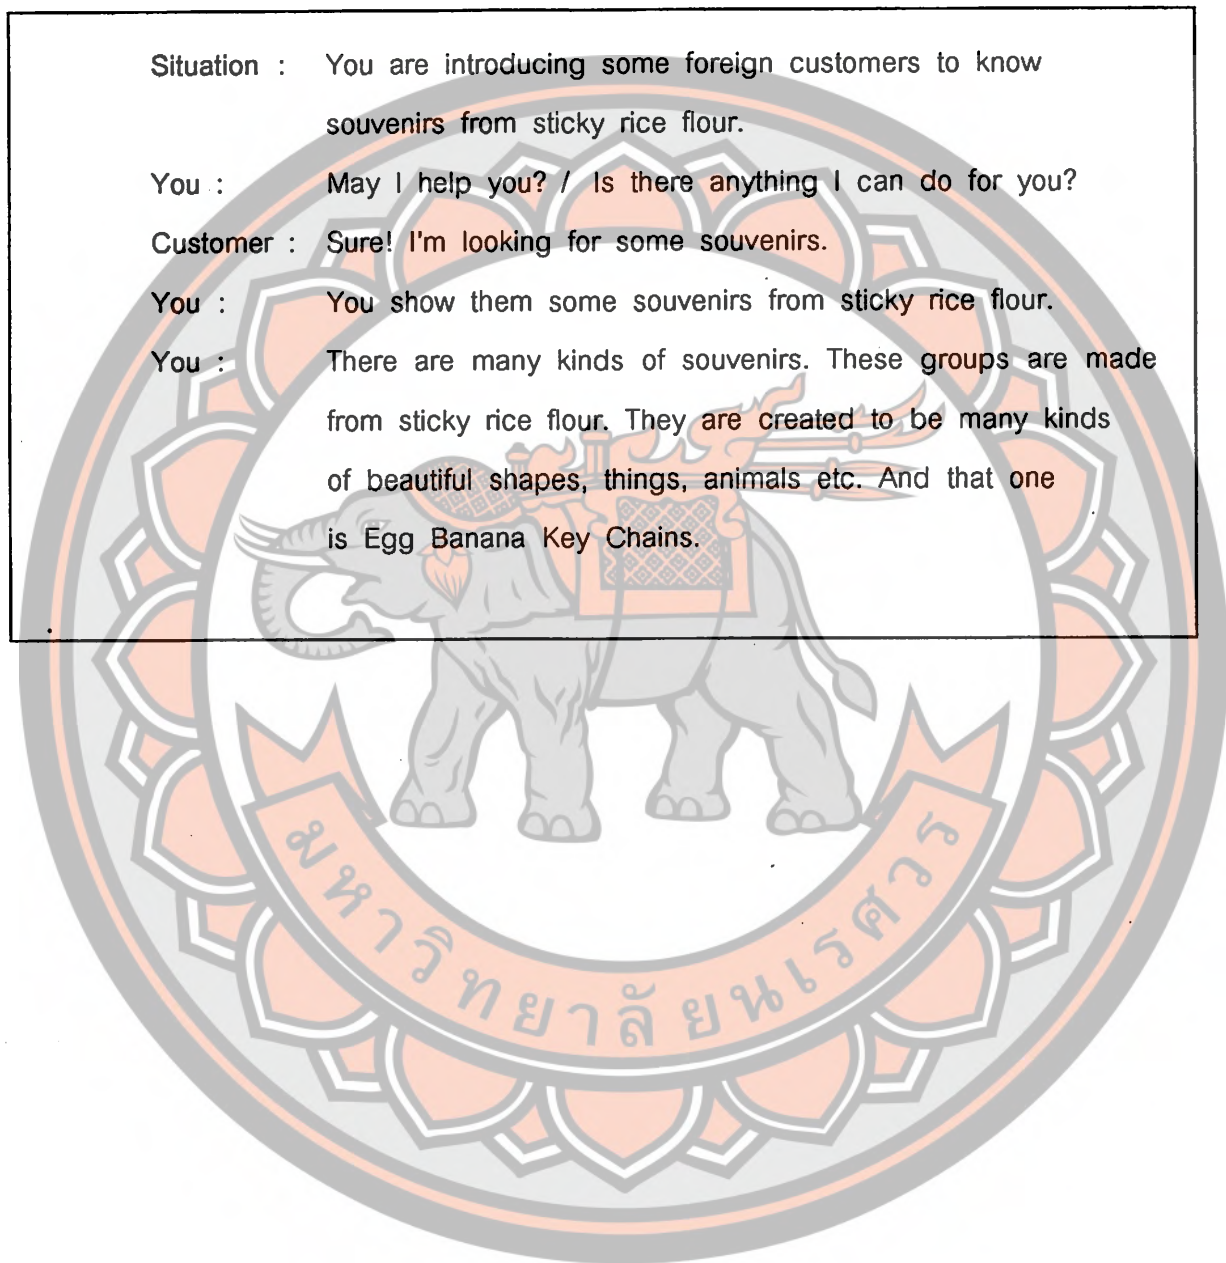 Situation : You are introducing some foreign customers to know
souvenirs from sticky rice flour.
You : May I help you? / Is there anything I can do for you?
Customer : Sure! I'm looking for some souvenirs.
You : You show them some souvenirs from sticky rice flour.
You : There are many kinds of souvenirs. These groups are made
from sticky rice flour. They are created to be many kinds
of beautiful shapes, things, animals etc. And that one
is Egg Banana Key Chains.
มหาวิทยาลัยนเรศวร